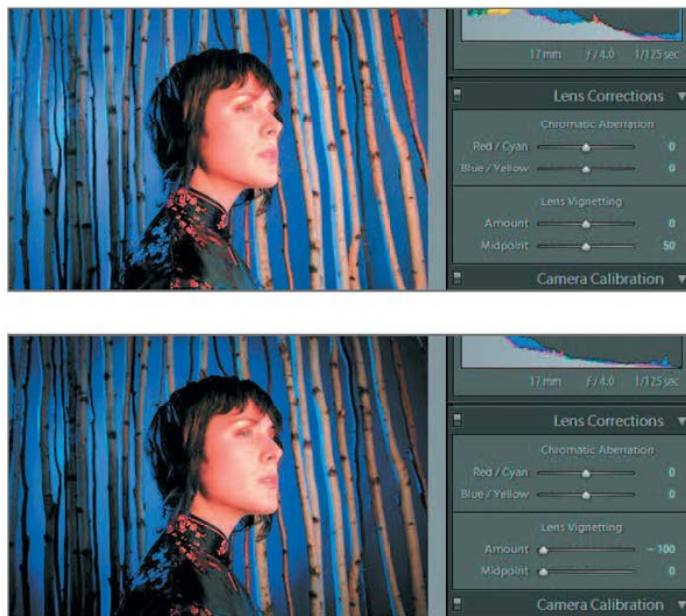 17 mm f / 4.0 1/125 sec
Lens Corrections
Chromatic Aberration
Red / Cyan 0
Blue / Yellow 0
Lens Vignetting
Amount 0
Midpoint 50
Camera Calibration
17 mm f / 4.0 1/125 sec
Lens Corrections
Chromatic Aberration
Red / Cyan 0
Blue / Yellow 0
Lens Vignetting
Amount – 100
Midpoint 0
Camera Calibration